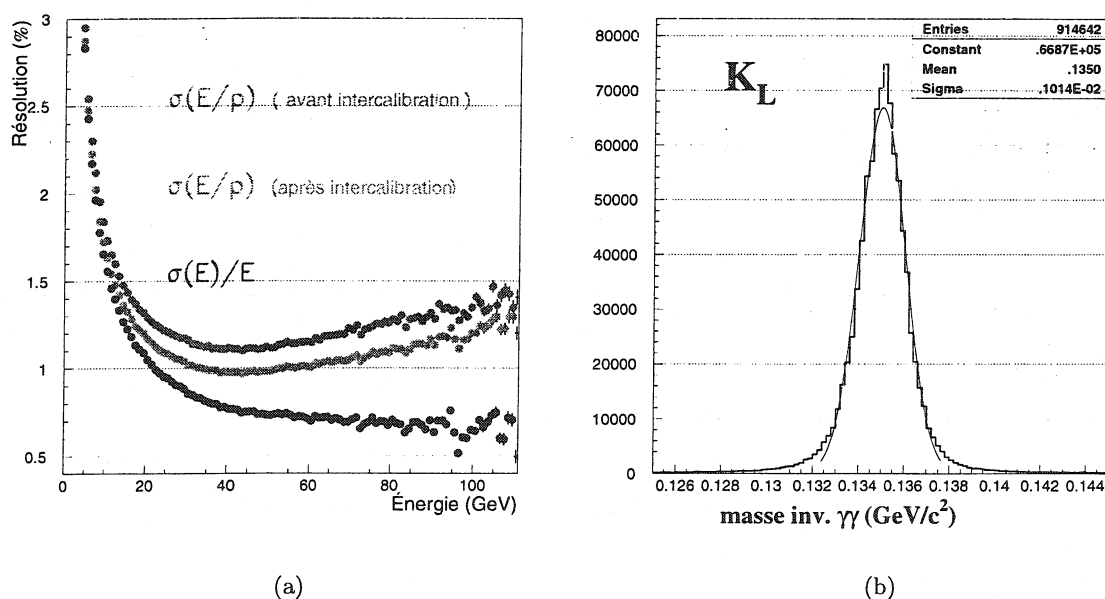 Résolution (%)
3
2.5
2
1.5
1
0.5
σ(E/p) ( avant intercalibration )
σ(E/p) (après intercalibration)
σ(E)/E
0 20 40 60 80 100
Énergie (GeV)
(a)
80000
70000
60000
50000
40000
30000
20000
10000
0
K_L
Entries 914642
Constant .6687E+05
Mean .1350
Sigma .1014E-02
0.126 0.128 0.13 0.132 0.134 0.136 0.138 0.14 0.142 0.144
masse inv. γγ (GeV/c²)
(b)